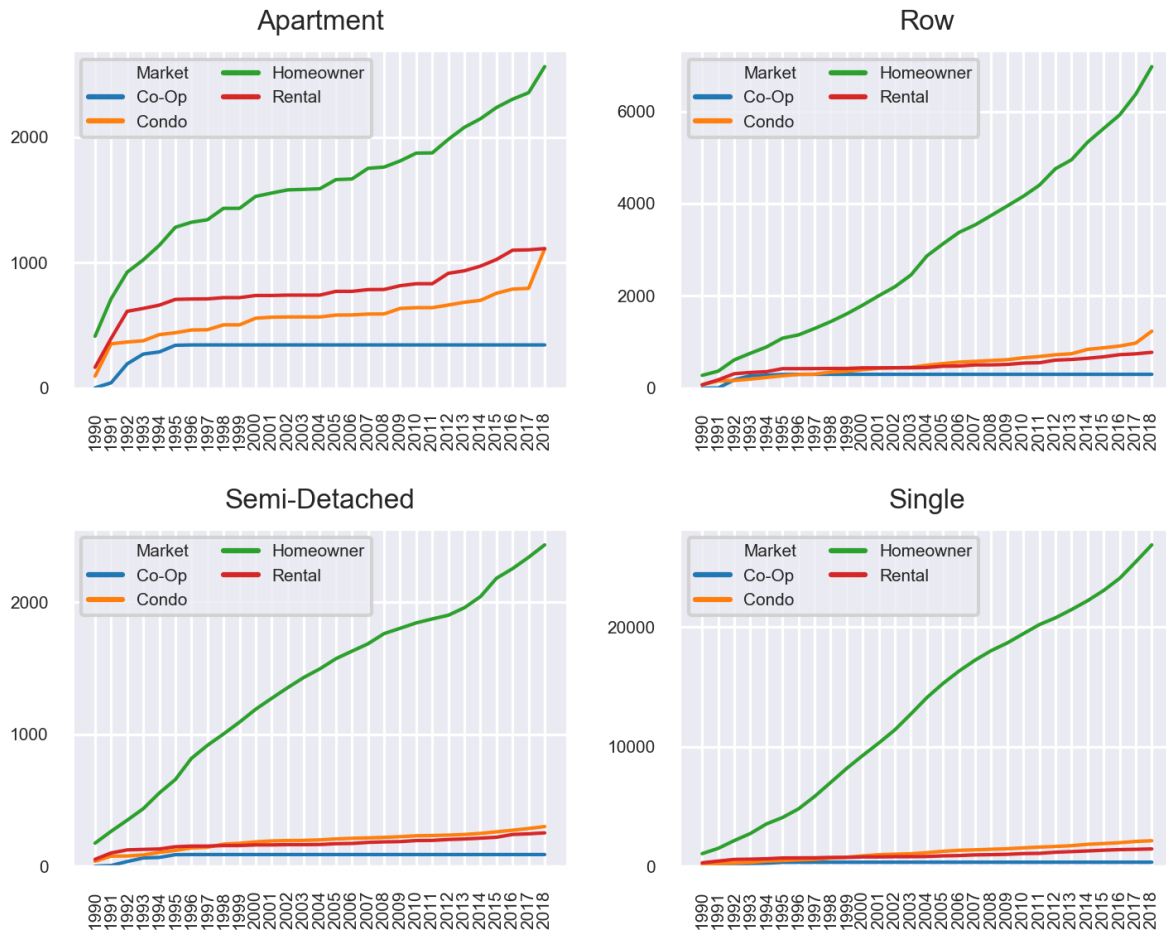 Apartment
Market Homeowner
Co-Op Rental
Condo
2000
1000
0
1990 1991 1992 1993 1994 1995 1996 1997 1998 1999 2000 2001 2002 2003 2004 2005 2006 2007 2008 2009 2010 2011 2012 2013 2014 2015 2016 2017 2018
Row
Market Homeowner
Co-Op Rental
Condo
6000
4000
2000
0
1990 1991 1992 1993 1994 1995 1996 1997 1998 1999 2000 2001 2002 2003 2004 2005 2006 2007 2008 2009 2010 2011 2012 2013 2014 2015 2016 2017 2018
Semi-Detached
Market Homeowner
Co-Op Rental
Condo
2000
1000
0
1990 1991 1992 1993 1994 1995 1996 1997 1998 1999 2000 2001 2002 2003 2004 2005 2006 2007 2008 2009 2010 2011 2012 2013 2014 2015 2016 2017 2018
Single
Market Homeowner
Co-Op Rental
Condo
20000
10000
0
1990 1991 1992 1993 1994 1995 1996 1997 1998 1999 2000 2001 2002 2003 2004 2005 2006 2007 2008 2009 2010 2011 2012 2013 2014 2015 2016 2017 2018